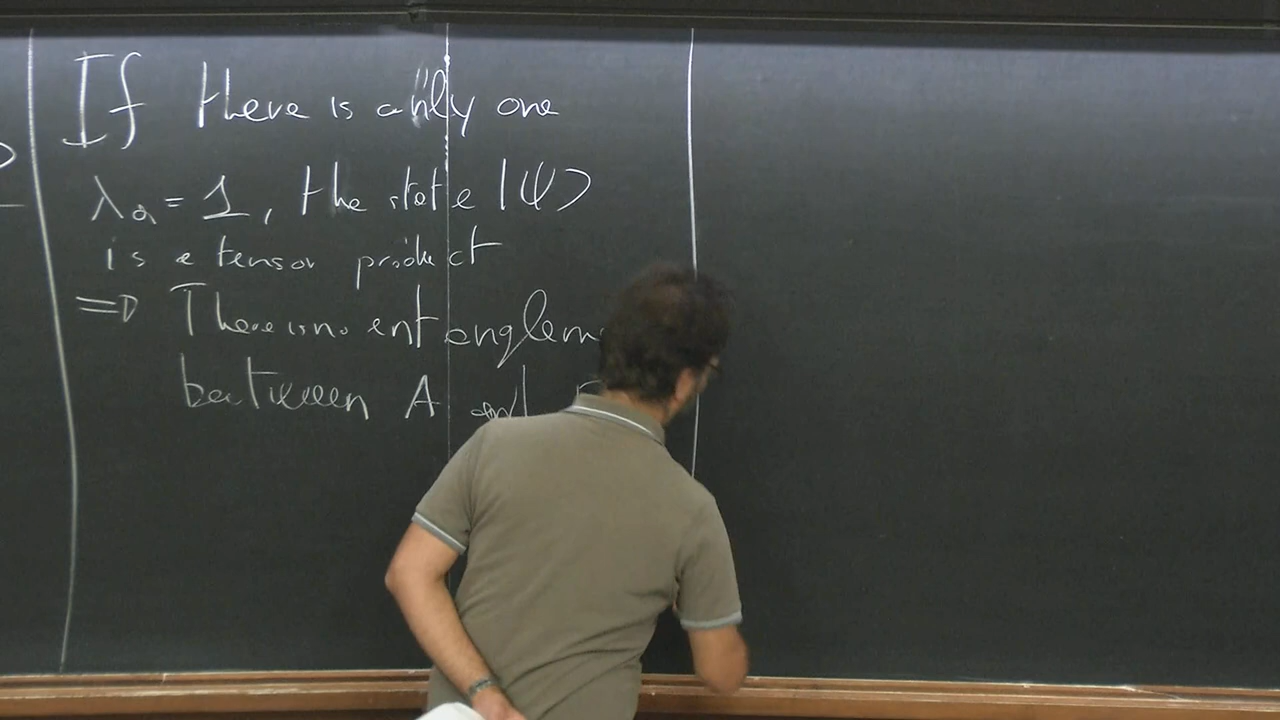 If there is only one
λa = 1, the state |ψ>
is a tensor product
=> There is no entanglem
between A and